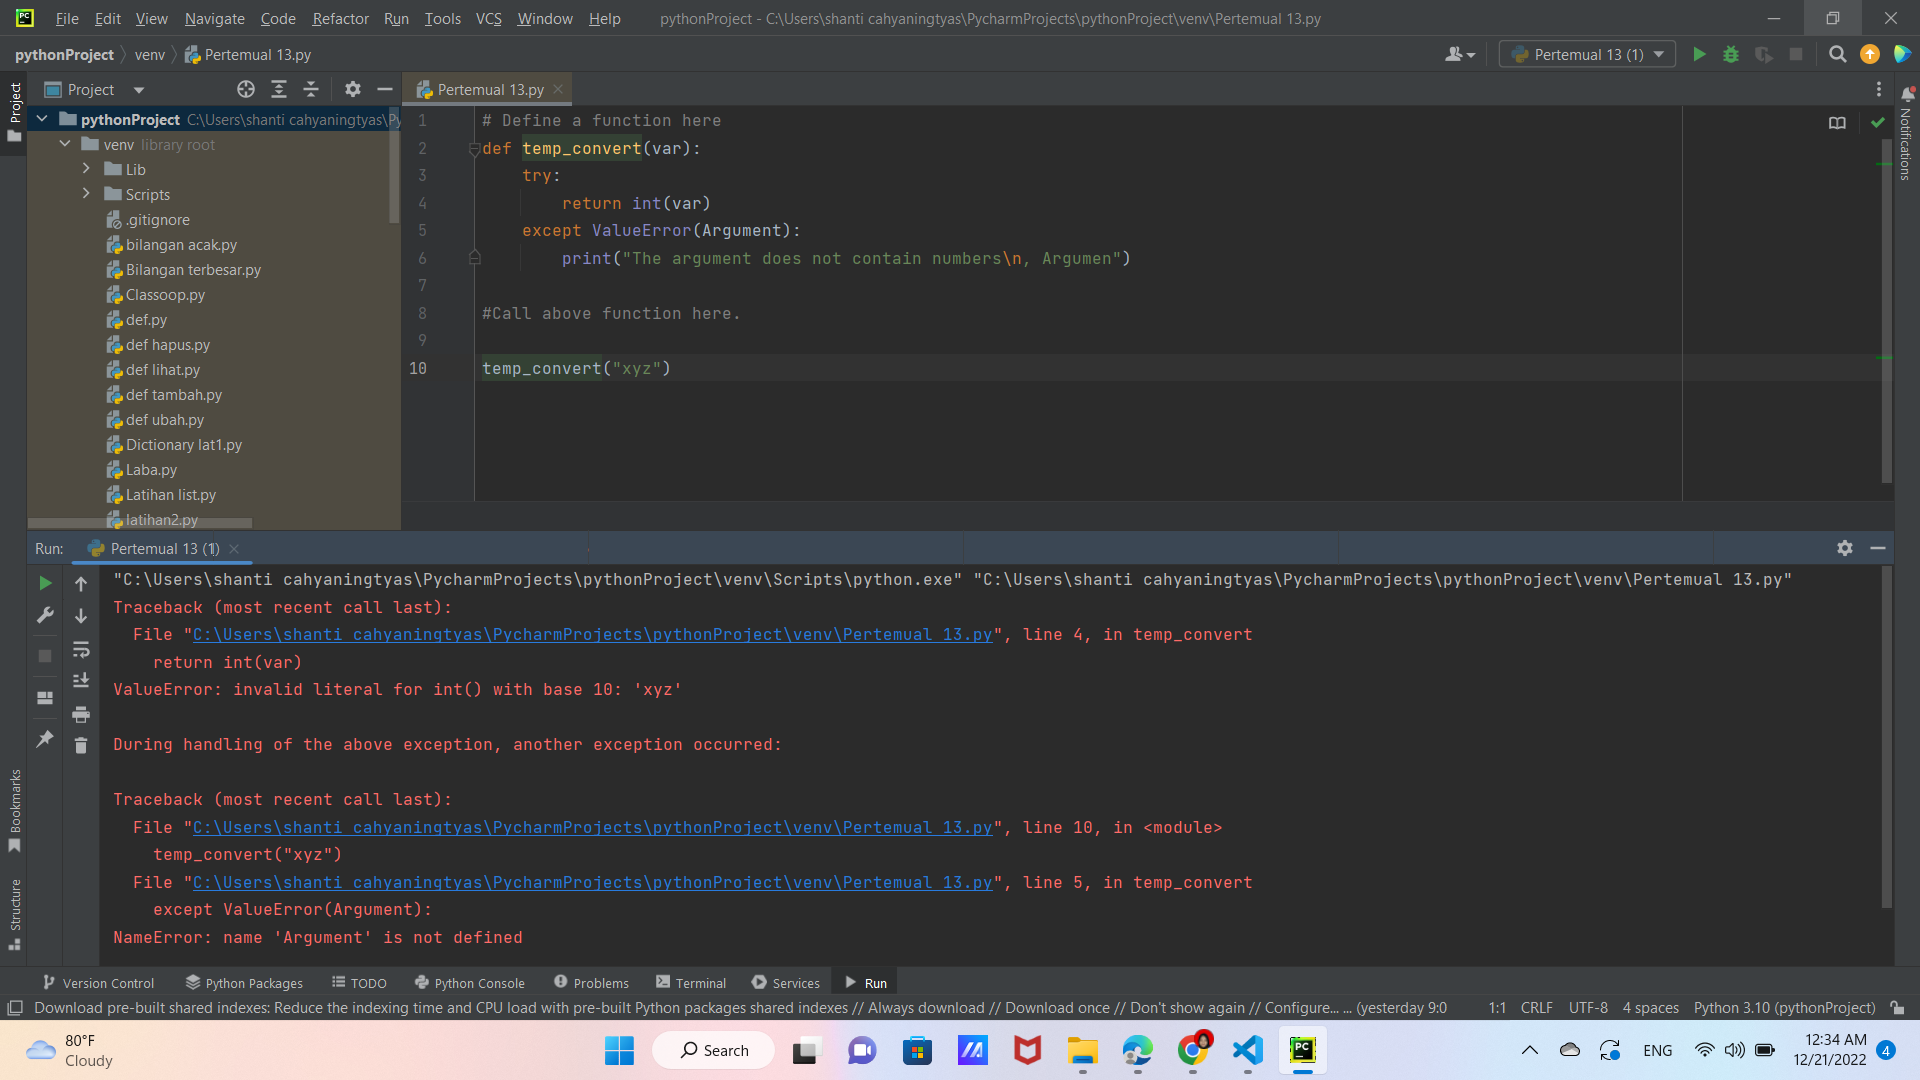 PC File Edit View Navigate Code Refactor Run Tools VCS Window Help pythonProject - C:\Users\shanti cahyaningtyas\PycharmProjects\pythonProject\venv\Pertemual 13.py
pythonProject venv Pertemual 13.py Pertemual 13 (1)
Project Pertemual 13.py
Project
Notifications
pythonProject C:\Users\shanti cahyaningtyas\Py
venv library root
Lib
Scripts
.gitignore
bilangan acak.py
Bilangan terbesar.py
Classoop.py
def.py
def hapus.py
def lihat.py
def tambah.py
def ubah.py
Dictionary lat1.py
Laba.py
Latihan list.py
latihan2.py
1 # Define a function here
2 def temp_convert(var):
3 try:
4 return int(var)
5 except ValueError(Argument):
6 print("The argument does not contain numbers\n, Argumen")
7
8 #Call above function here.
9
10 temp_convert("xyz")
Run: Pertemual 13 (1)
"C:\Users\shanti cahyaningtyas\PycharmProjects\pythonProject\venv\Scripts\python.exe" "C:\Users\shanti cahyaningtyas\PycharmProjects\pythonProject\venv\Pertemual 13.py"
Traceback (most recent call last):
File "C:\Users\shanti cahyaningtyas\PycharmProjects\pythonProject\venv\Pertemual 13.py", line 4, in temp_convert
return int(var)
ValueError: invalid literal for int() with base 10: 'xyz'
During handling of the above exception, another exception occurred:
Traceback (most recent call last):
File "C:\Users\shanti cahyaningtyas\PycharmProjects\pythonProject\venv\Pertemual 13.py", line 10, in <module>
temp_convert("xyz")
File "C:\Users\shanti cahyaningtyas\PycharmProjects\pythonProject\venv\Pertemual 13.py", line 5, in temp_convert
except ValueError(Argument):
NameError: name 'Argument' is not defined
Bookmarks
Structure
Version Control Python Packages TODO Python Console Problems Terminal Services Run
Download pre-built shared indexes: Reduce the indexing time and CPU load with pre-built Python packages shared indexes // Always download // Download once // Don't show again // Configure... ... (yesterday 9:0 1:1 CRLF UTF-8 4 spaces Python 3.10 (pythonProject)
80°F
Cloudy
Search
PC
ENG
12:34 AM
12/21/2022
4